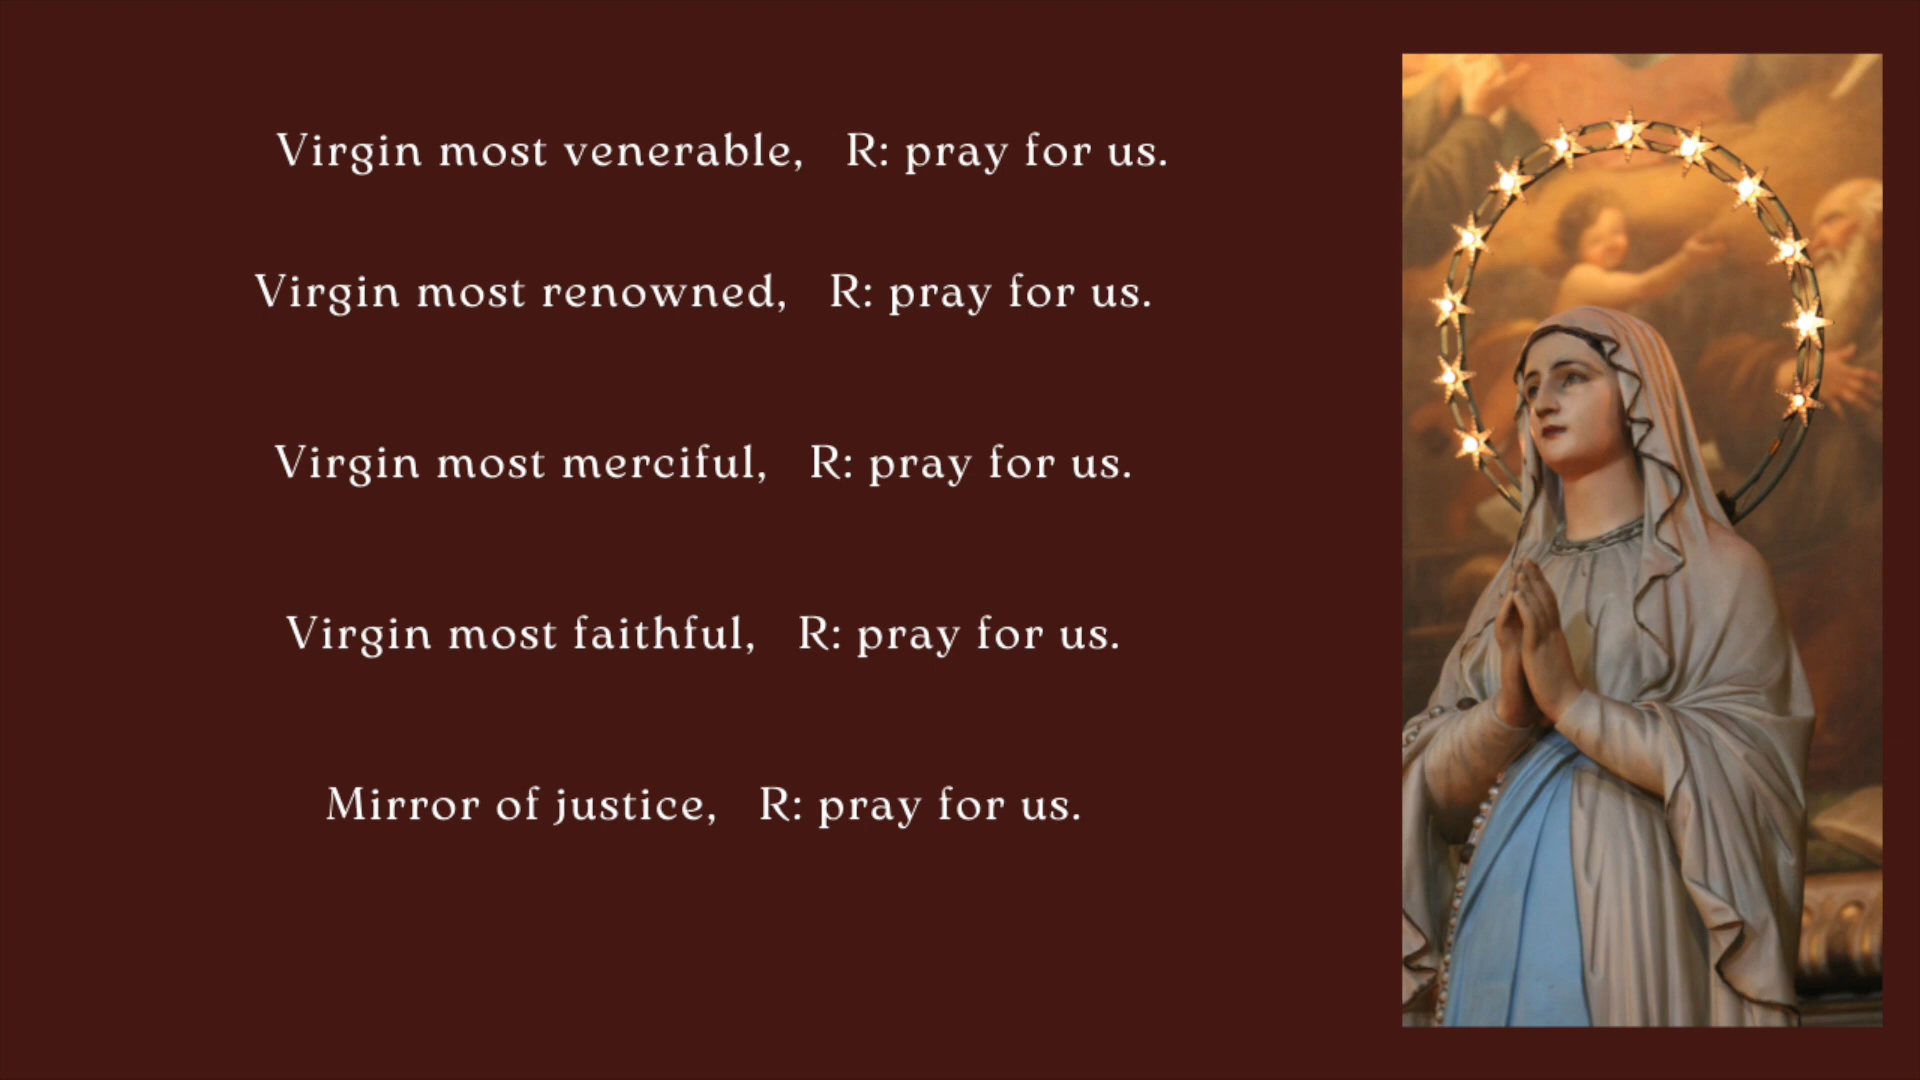 Virgin most venerable, R: pray for us.
Virgin most renowned, R: pray for us.
Virgin most merciful, R: pray for us.
Virgin most faithful, R: pray for us.
Mirror of justice, R: pray for us.